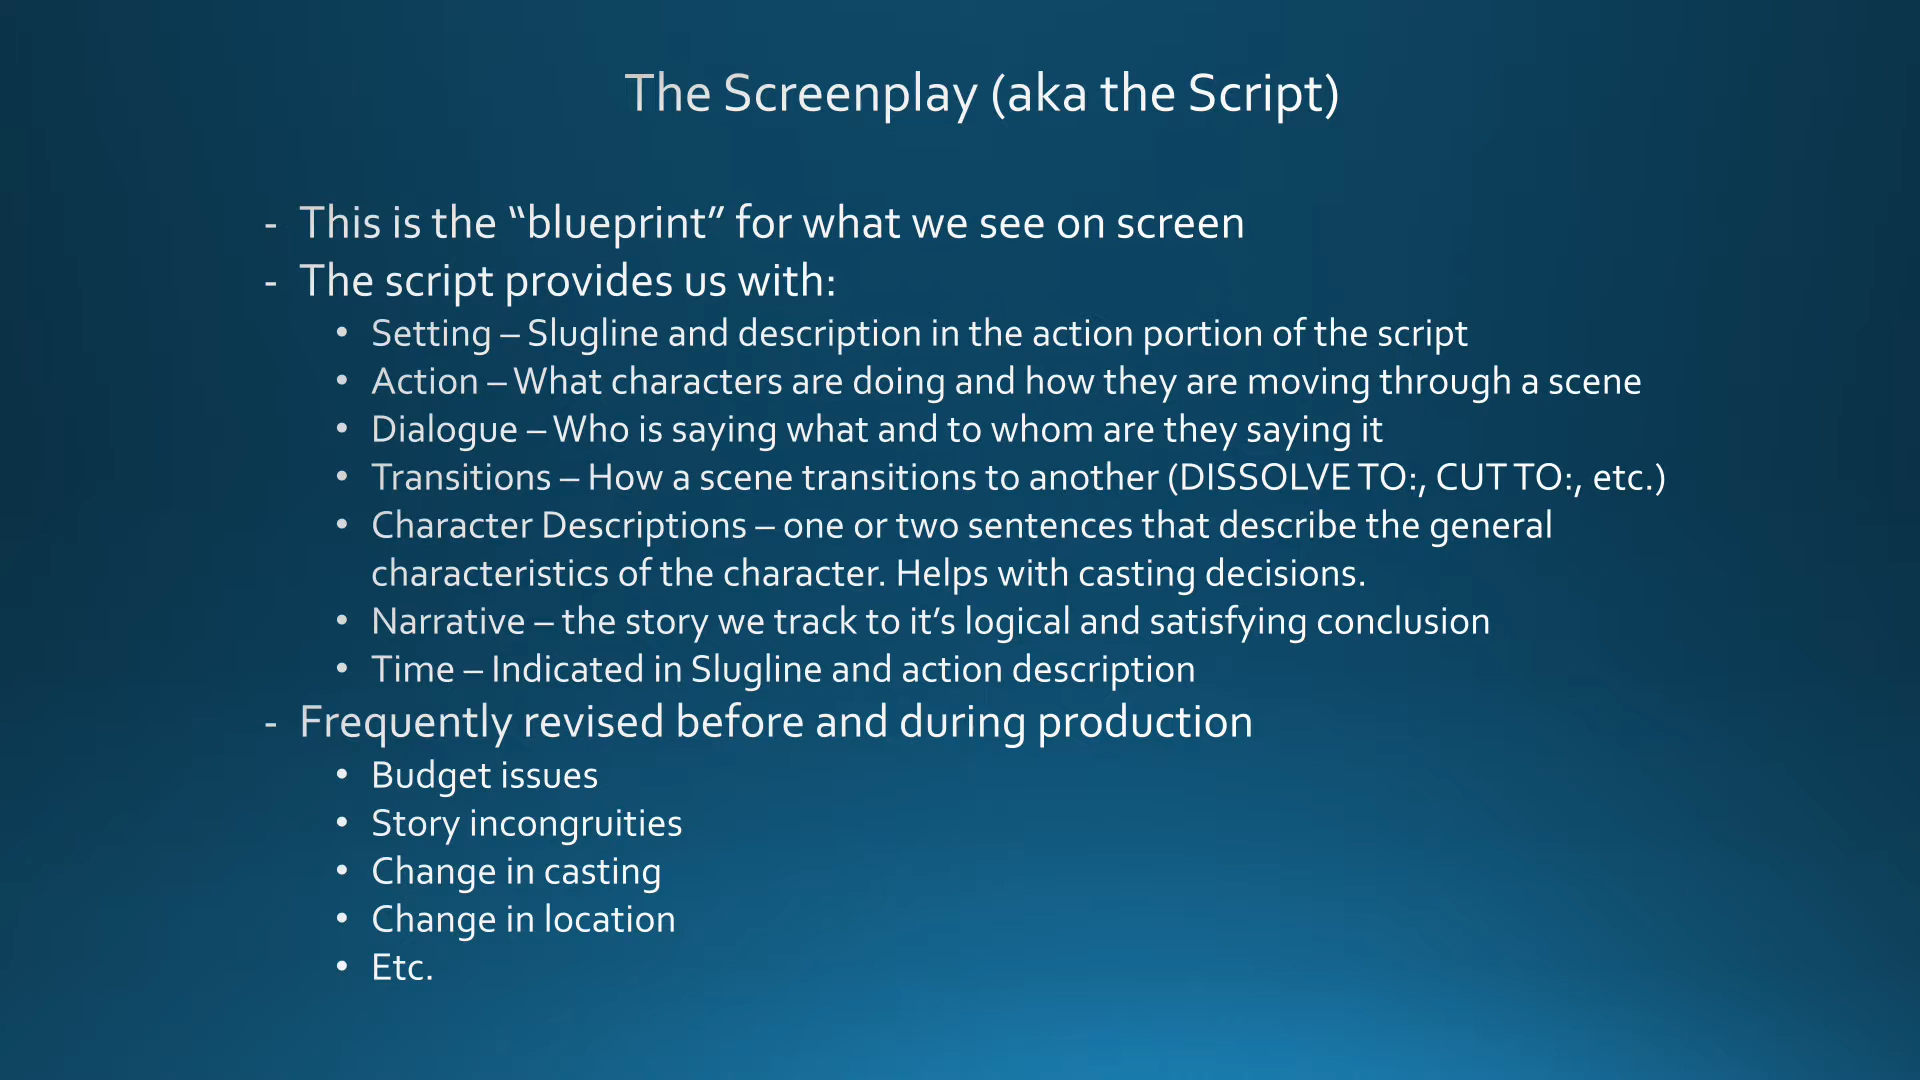 The Screenplay (aka the Script)
- This is the “blueprint” for what we see on screen
- The script provides us with:
• Setting – Slugline and description in the action portion of the script
• Action – What characters are doing and how they are moving through a scene
• Dialogue – Who is saying what and to whom are they saying it
• Transitions – How a scene transitions to another (DISSOLVE TO:, CUT TO:, etc.)
• Character Descriptions – one or two sentences that describe the general
characteristics of the character. Helps with casting decisions.
• Narrative – the story we track to it’s logical and satisfying conclusion
• Time – Indicated in Slugline and action description
- Frequently revised before and during production
• Budget issues
• Story incongruities
• Change in casting
• Change in location
• Etc.